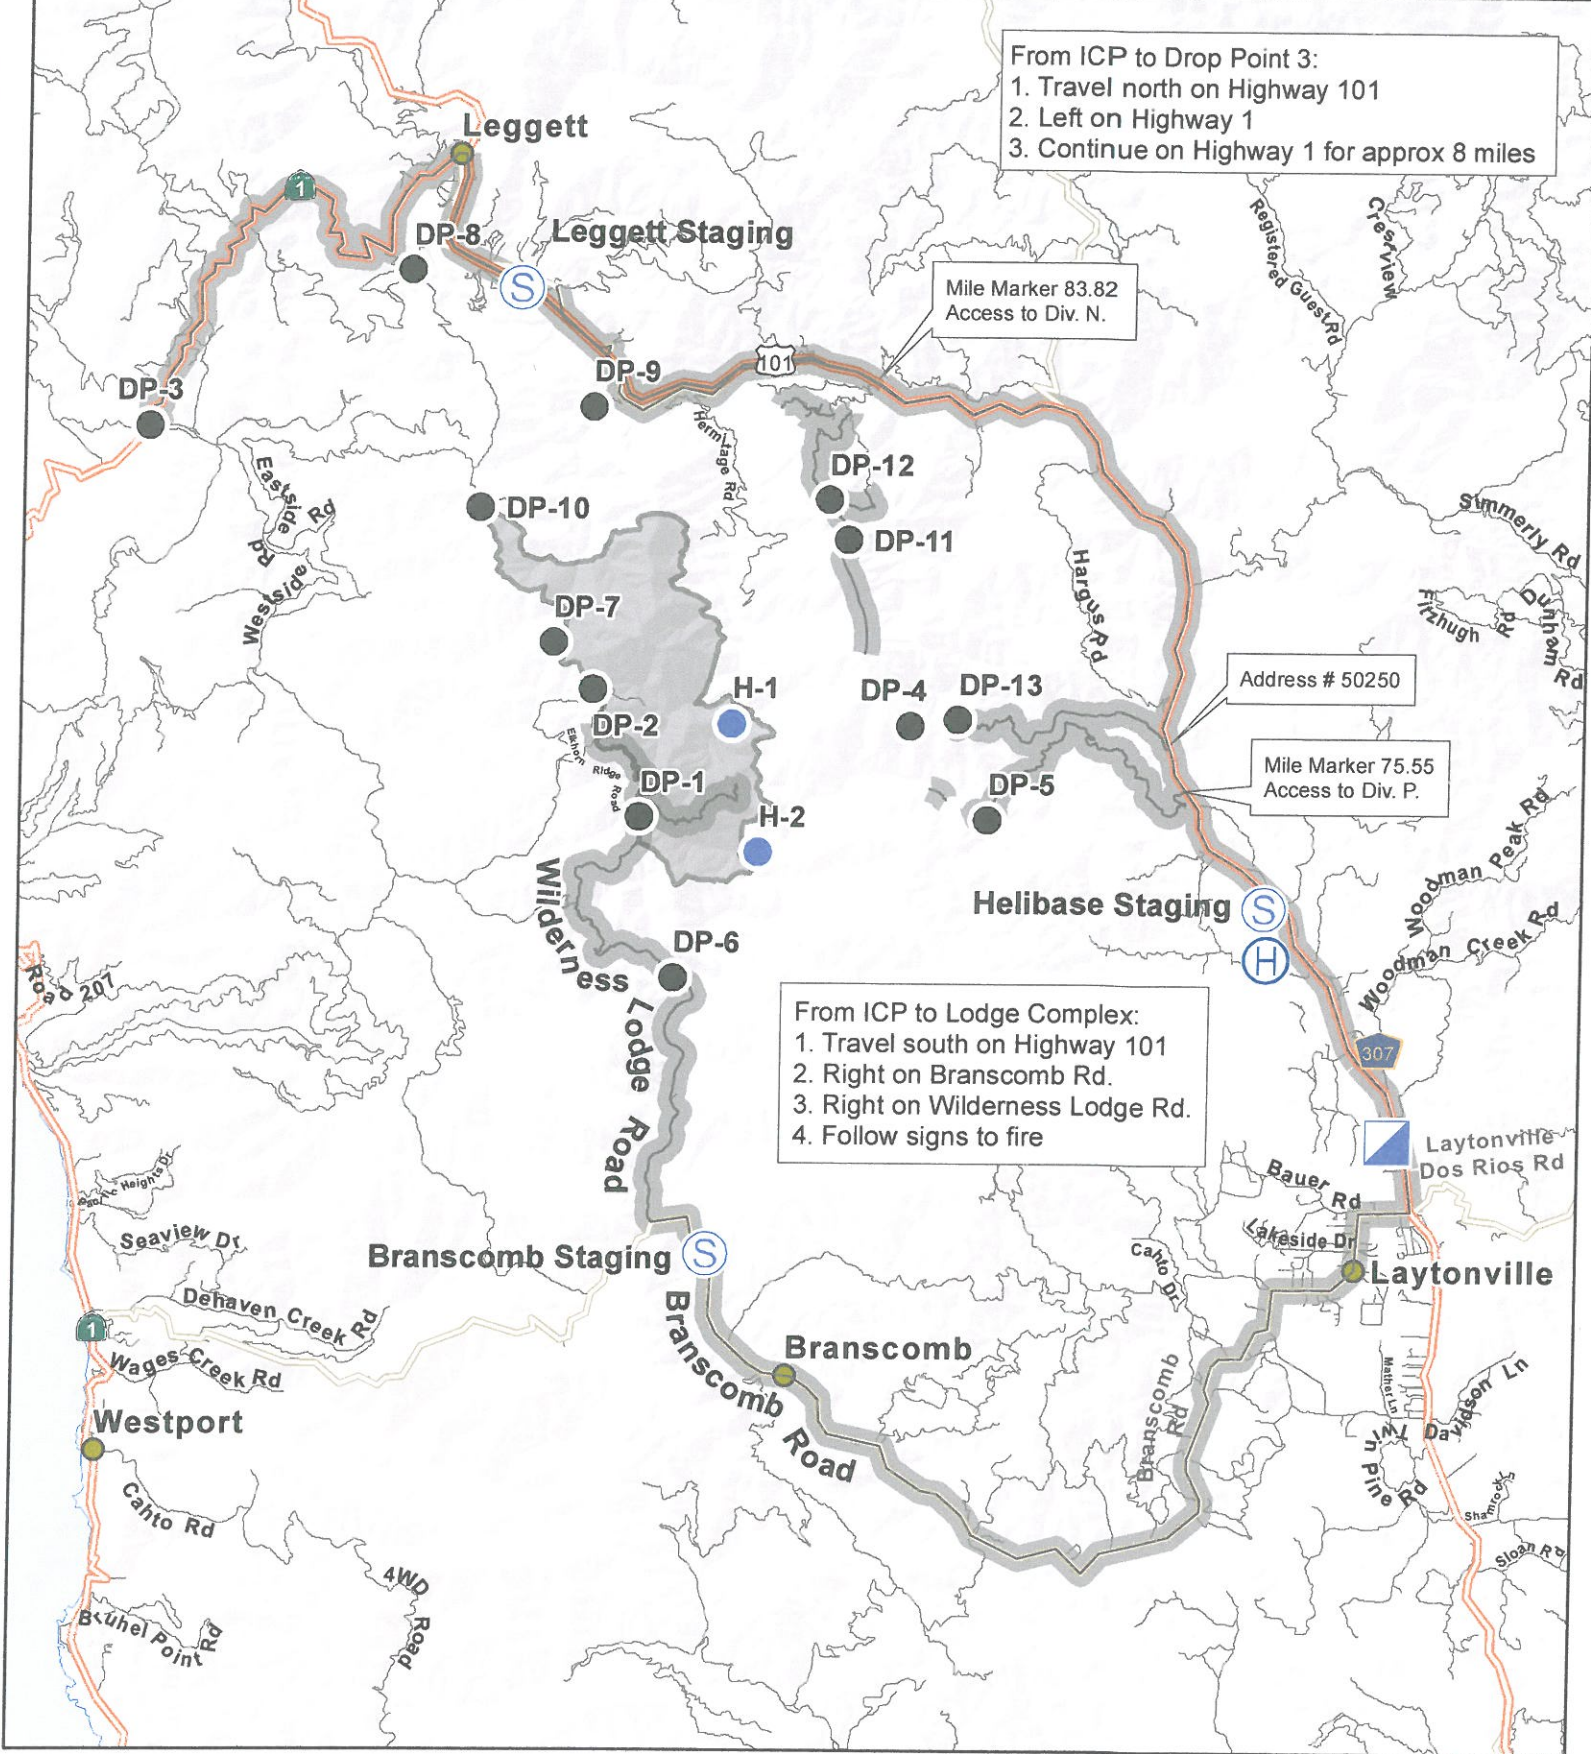 From ICP to Drop Point 3:
1. Travel north on Highway 101
2. Left on Highway 1
3. Continue on Highway 1 for approx 8 miles
Leggett
1
DP-8
Leggett Staging
S
Registered Guest Rd
Crestview
Mile Marker 83.82
Access to Div. N.
101
DP-9
DP-3
Hermitage Rd
Eastside Rd
Rd
Westside
DP-12
DP-10
DP-11
Simmerly Rd
Hargus Rd
DP-7
Fitzhugh Rd
Dunham Rd
H-1
DP-4
DP-13
Address # 50250
DP-2
Elkhorn Ridge Road
DP-1
DP-5
Mile Marker 75.55
Access to Div. P.
H-2
Woodman Peak Rd
Helibase Staging
S
H
Woodman Creek Rd
Wilderness Lodge Road
DP-6
Road 207
From ICP to Lodge Complex:
1. Travel south on Highway 101
2. Right on Branscomb Rd.
3. Right on Wilderness Lodge Rd.
4. Follow signs to fire
307
Laytonville
Dos Rios Rd
Heights Dr
Bauer Rd
Seaview Dr
Lakeside Dr
Cahto Dr
Branscomb Staging
S
Laytonville
Dehaven Creek Rd
1
Branscomb Road
Branscomb
Wages Creek Rd
Branscomb Rd
Mather Ln
Davidson Ln
Westport
Twin Pine Rd
Cahto Rd
Shamrock
Sloan Rd
4WD Road
Bruhel Point Rd